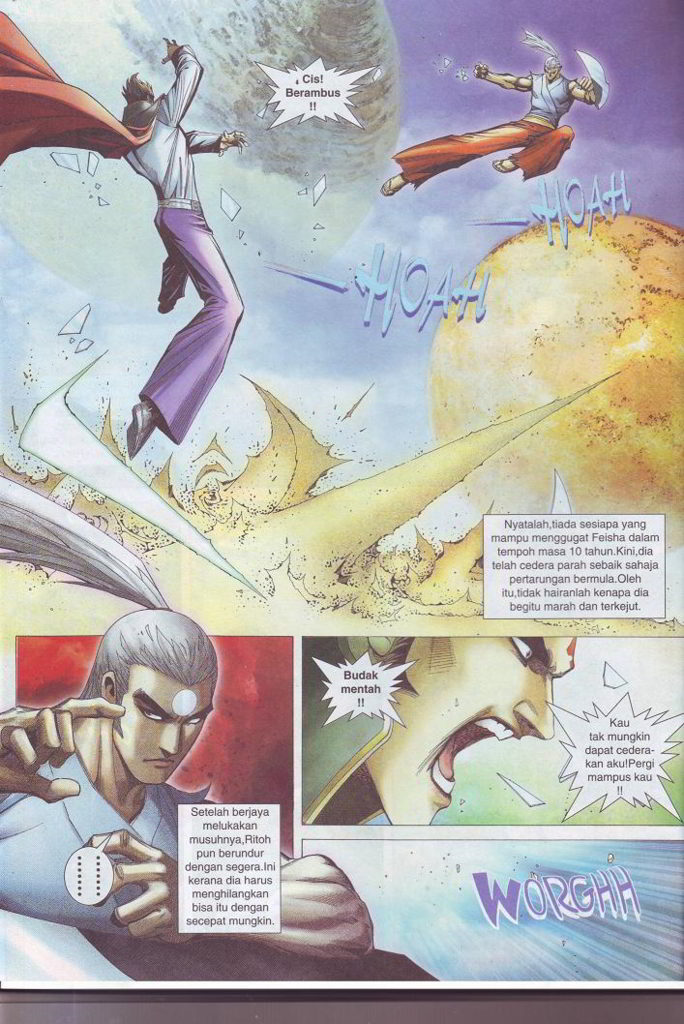 Cis!
Berambus
!!
HOAH
HOAH
Nyatalah,tiada sesiapa yang
mampu menggugat Feisha dalam
tempoh masa 10 tahun.Kini,dia
telah cedera parah sebaik sahaja
pertarungan bermula.Oleh
itu,tidak hairanlah kenapa dia
begitu marah dan terkejut.
Setelah berjaya
melukakan
musuhnya,Ritoh
pun berundur
dengan segera.Ini
kerana dia harus
menghilangkan
bisa itu dengan
secepat mungkin.
Budak
mentah
!!
Kau
tak mungkin
dapat cedera-
kan aku!Pergi
mampus kau
!!
WORGHH